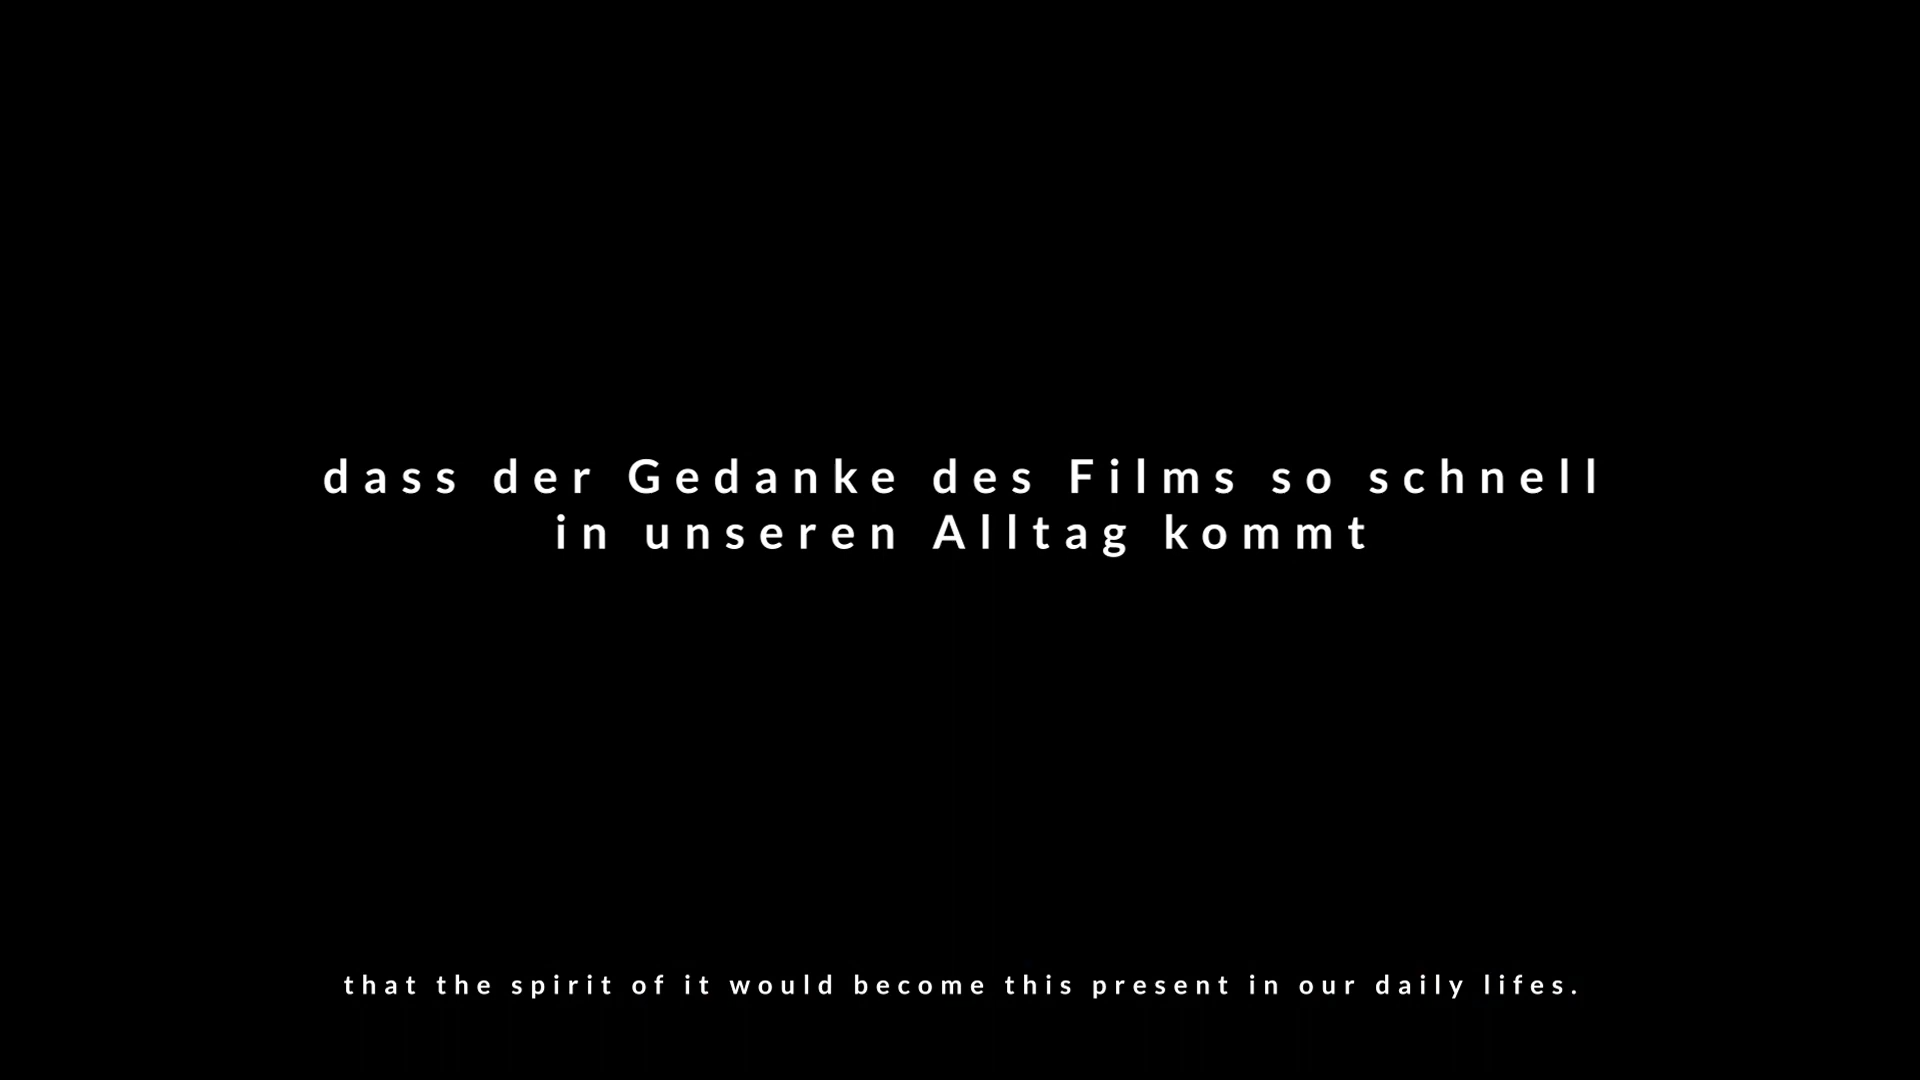 dass der Gedanke des Films so schnell
in unseren Alltag kommt
that the spirit of it would become this present in our daily lifes.